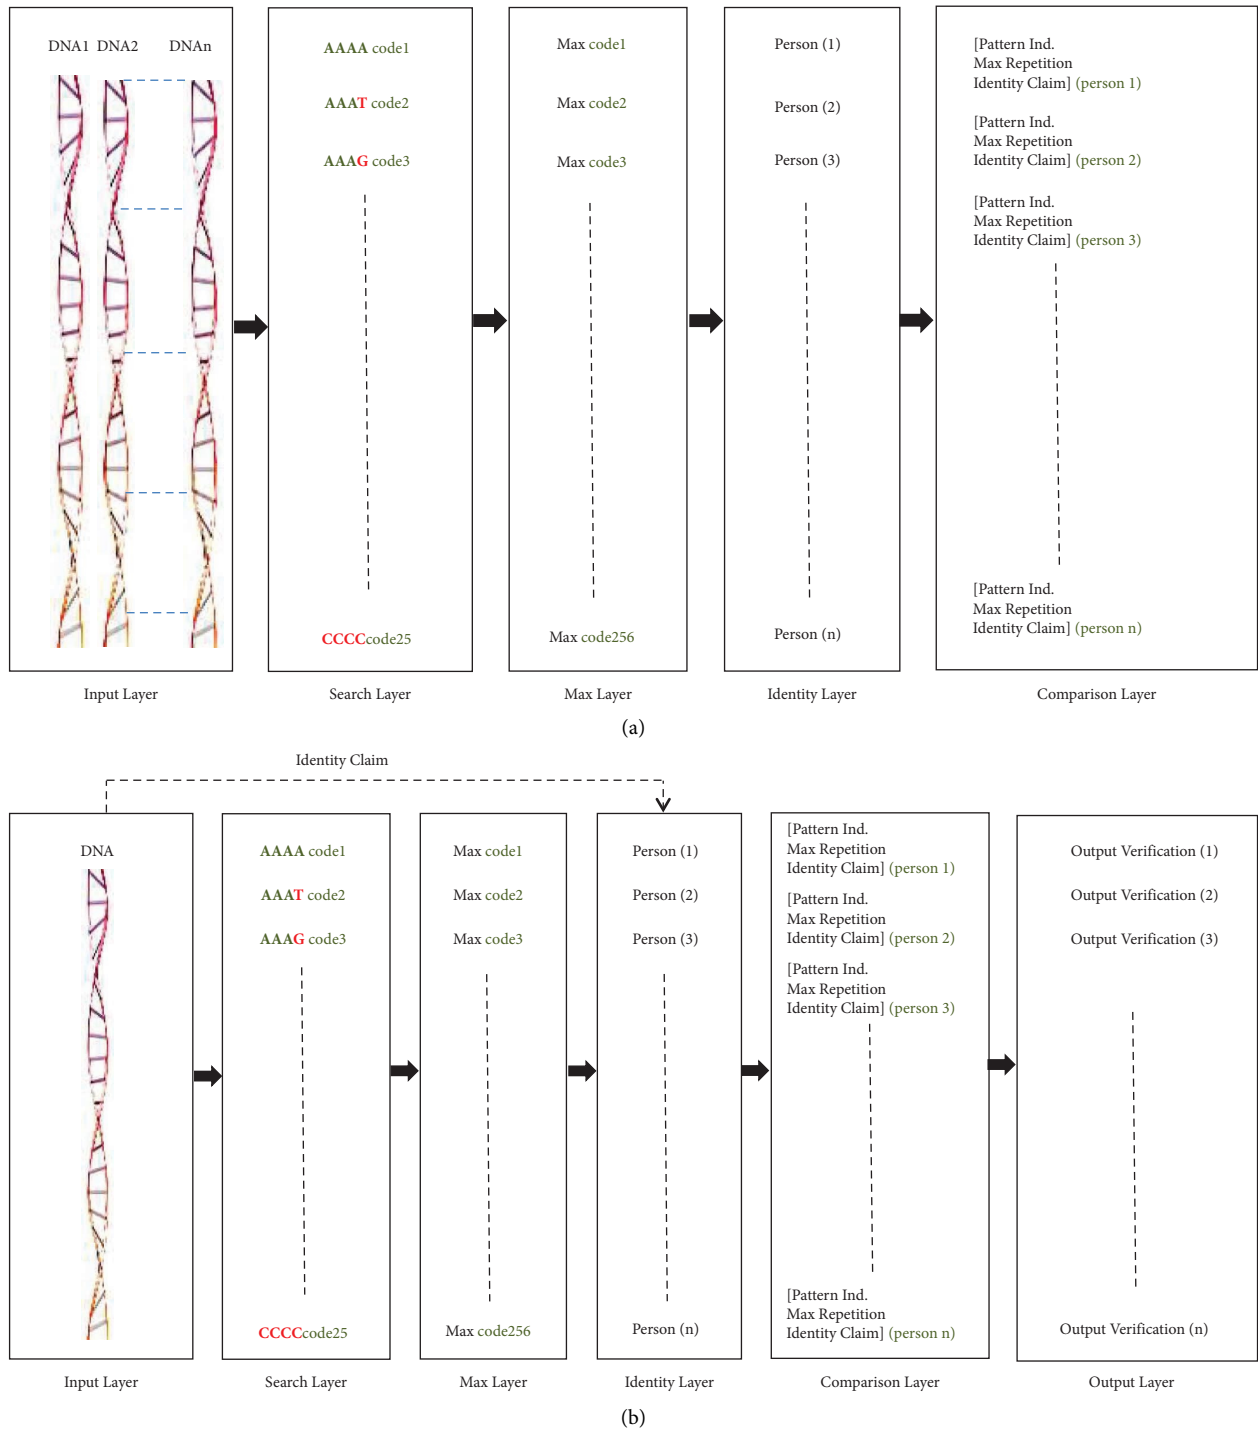 DNA1 DNA2 DNAn
AAAA code1
AAAT code2
AAAG code3
CCCCcode25
Max code1
Max code2
Max code3
Max code256
Person (1)
Person (2)
Person (3)
Person (n)
[Pattern Ind.
Max Repetition
Identity Claim] (person 1)
[Pattern Ind.
Max Repetition
Identity Claim] (person 2)
[Pattern Ind.
Max Repetition
Identity Claim] (person 3)
[Pattern Ind.
Max Repetition
Identity Claim] (person n)
Input Layer
Search Layer
Max Layer
Identity Layer
Comparison Layer
(a)
Identity Claim
DNA
AAAA code1
AAAT code2
AAAG code3
CCCCcode25
Max code1
Max code2
Max code3
Max code256
Person (1)
Person (2)
Person (3)
Person (n)
[Pattern Ind.
Max Repetition
Identity Claim] (person 1)
[Pattern Ind.
Max Repetition
Identity Claim] (person 2)
[Pattern Ind.
Max Repetition
Identity Claim] (person 3)
[Pattern Ind.
Max Repetition
Identity Claim] (person n)
Output Verification (1)
Output Verification (2)
Output Verification (3)
Output Verification (n)
Input Layer
Search Layer
Max Layer
Identity Layer
Comparison Layer
Output Layer
(b)